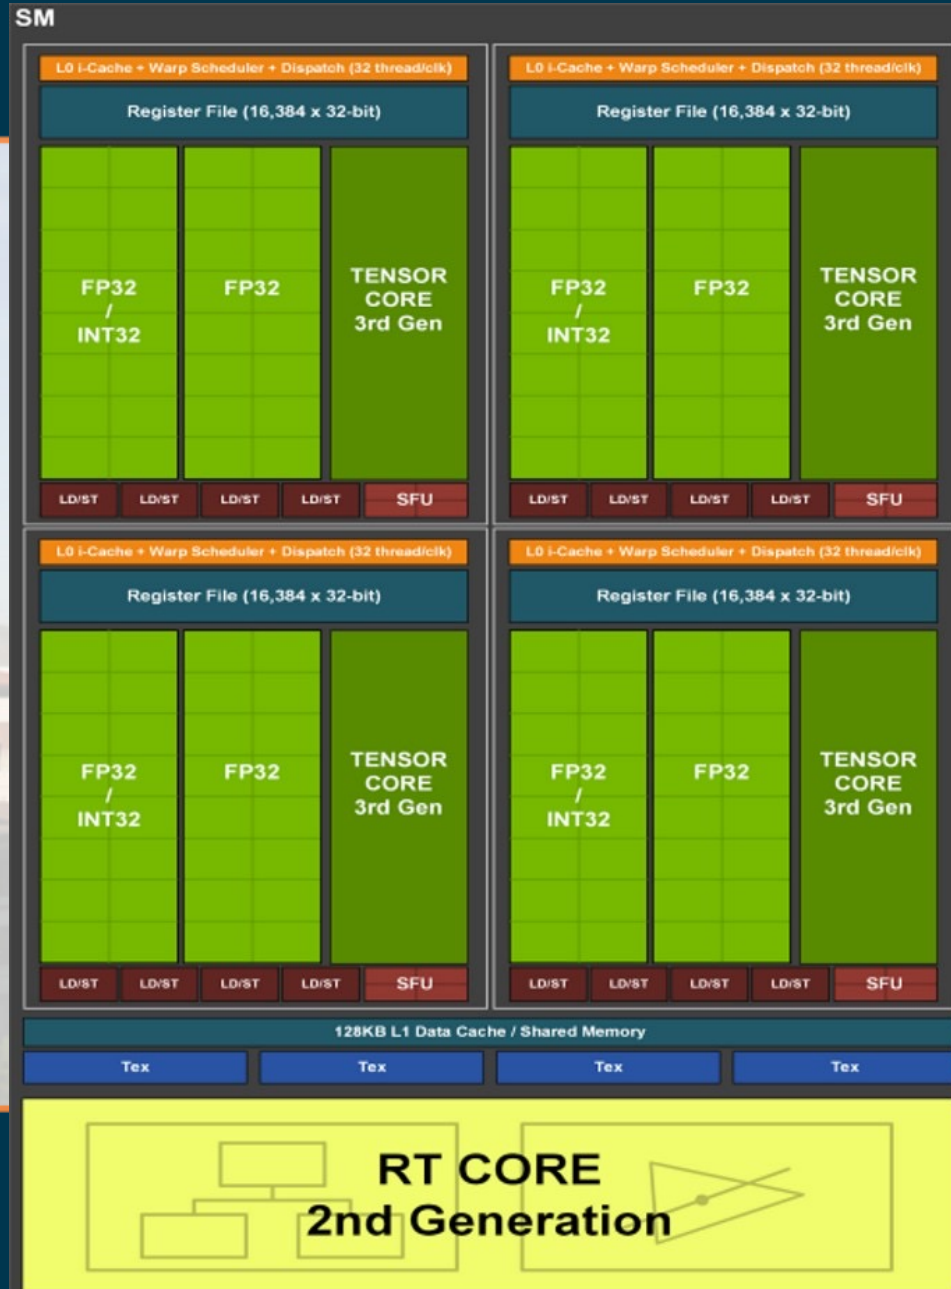 SM
L0 i-Cache + Warp Scheduler + Dispatch (32 thread/clk)
Register File (16,384 x 32-bit)
FP32
/
INT32
FP32
TENSOR
CORE
3rd Gen
LD/ST LD/ST LD/ST LD/ST SFU
L0 i-Cache + Warp Scheduler + Dispatch (32 thread/clk)
Register File (16,384 x 32-bit)
FP32
/
INT32
FP32
TENSOR
CORE
3rd Gen
LD/ST LD/ST LD/ST LD/ST SFU
L0 i-Cache + Warp Scheduler + Dispatch (32 thread/clk)
Register File (16,384 x 32-bit)
FP32
/
INT32
FP32
TENSOR
CORE
3rd Gen
LD/ST LD/ST LD/ST LD/ST SFU
L0 i-Cache + Warp Scheduler + Dispatch (32 thread/clk)
Register File (16,384 x 32-bit)
FP32
/
INT32
FP32
TENSOR
CORE
3rd Gen
LD/ST LD/ST LD/ST LD/ST SFU
128KB L1 Data Cache / Shared Memory
Tex Tex Tex Tex
RT CORE
2nd Generation